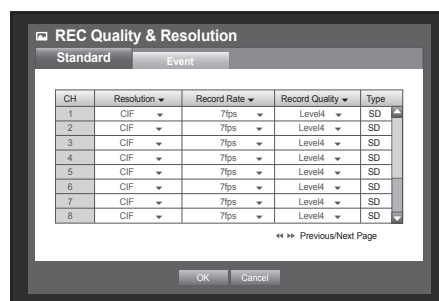 REC Quality & Resolution
Standard Event
CH Resolution Record Rate Record Quality Type
1 CIF 7fps Level4 SD
2 CIF 7fps Level4 SD
3 CIF 7fps Level4 SD
4 CIF 7fps Level4 SD
5 CIF 7fps Level4 SD
6 CIF 7fps Level4 SD
7 CIF 7fps Level4 SD
8 CIF 7fps Level4 SD
Previous/Next Page
OK Cancel